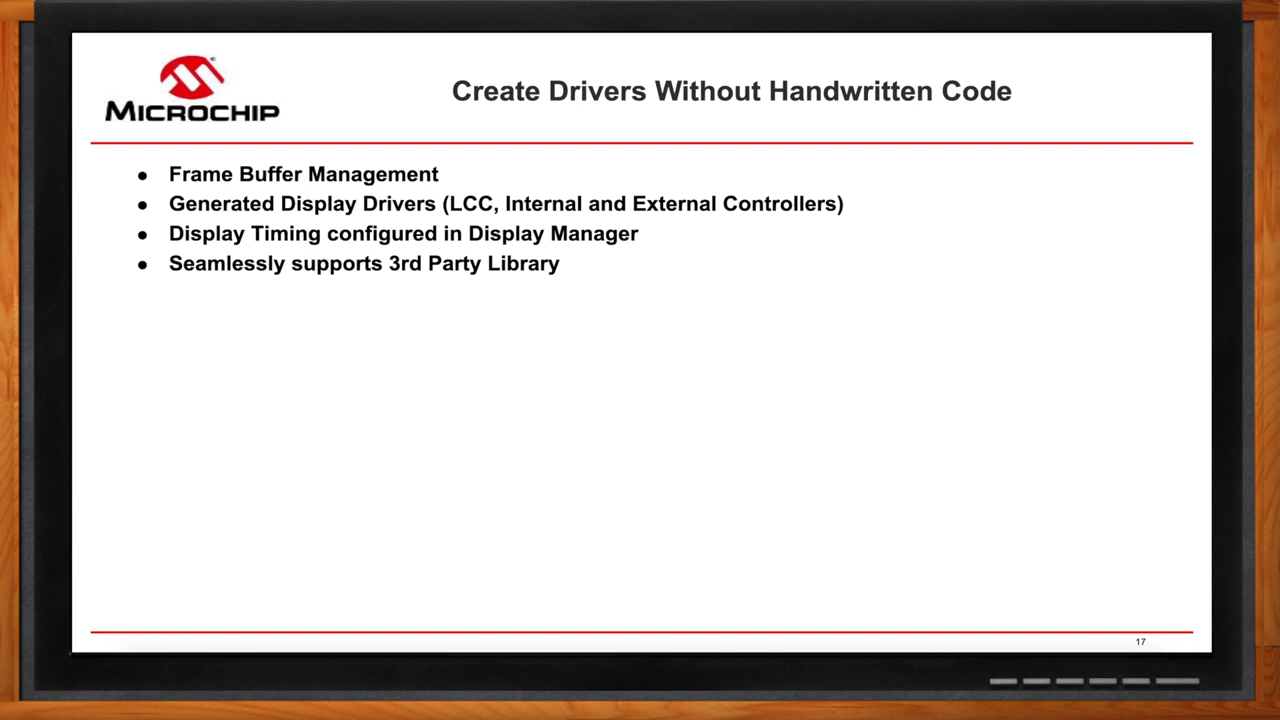 MICROCHIP
Create Drivers Without Handwritten Code
● Frame Buffer Management
● Generated Display Drivers (LCC, Internal and External Controllers)
● Display Timing configured in Display Manager
● Seamlessly supports 3rd Party Library
17